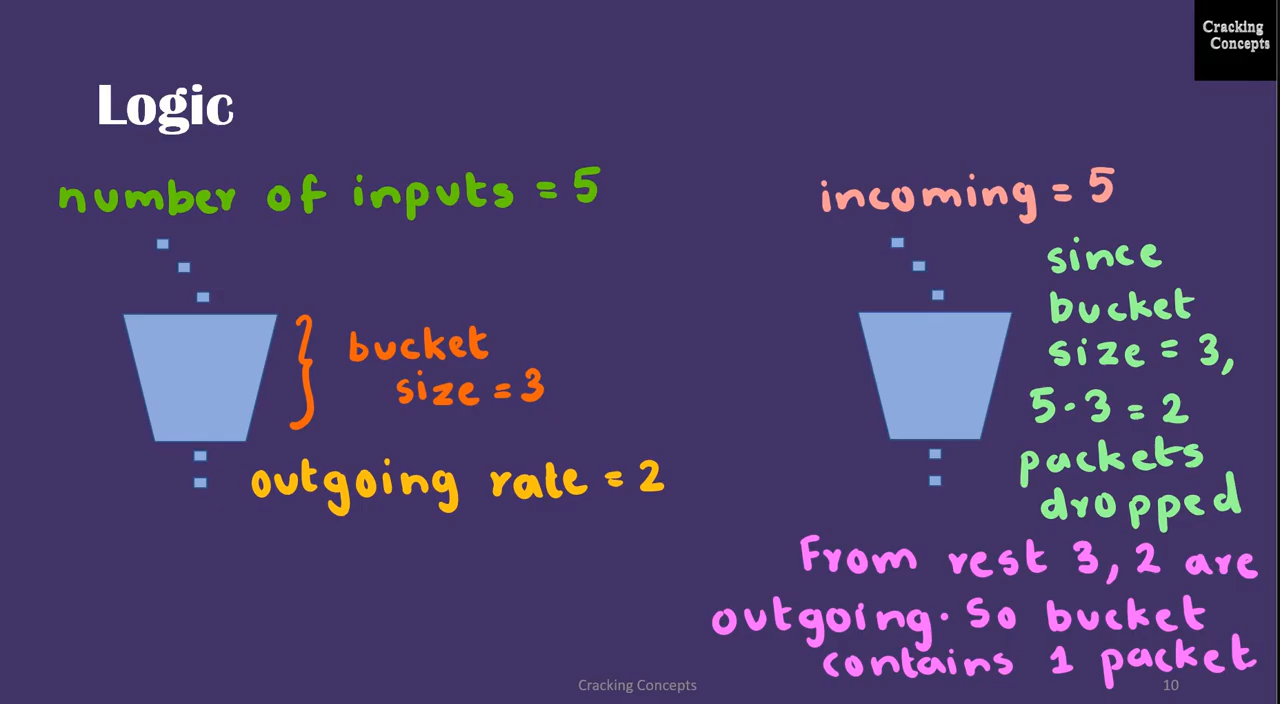 Cracking
Concepts
Logic
number of inputs = 5
bucket
size = 3
outgoing rate = 2
incoming = 5
since
bucket
size = 3,
5 · 3 = 2
packets
dropped
From rest 3, 2 are
outgoing. So bucket
contains 1 packet
Cracking Concepts
10